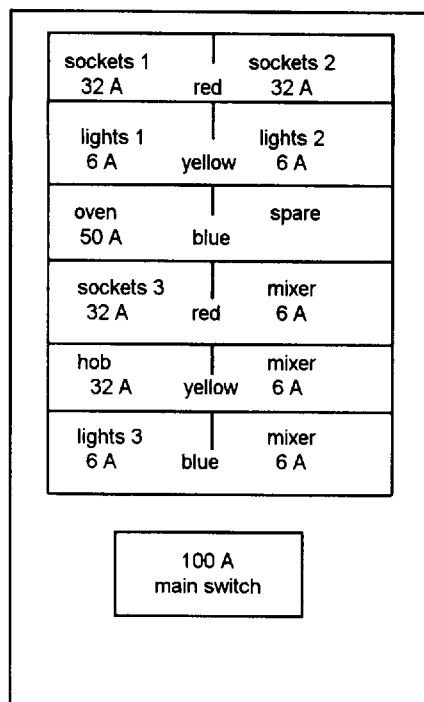 sockets 1 sockets 2
32 A red 32 A
lights 1 lights 2
6 A yellow 6 A
oven spare
50 A blue
sockets 3 mixer
32 A red 6 A
hob mixer
32 A yellow 6 A
lights 3 mixer
6 A blue 6 A
100 A
main switch